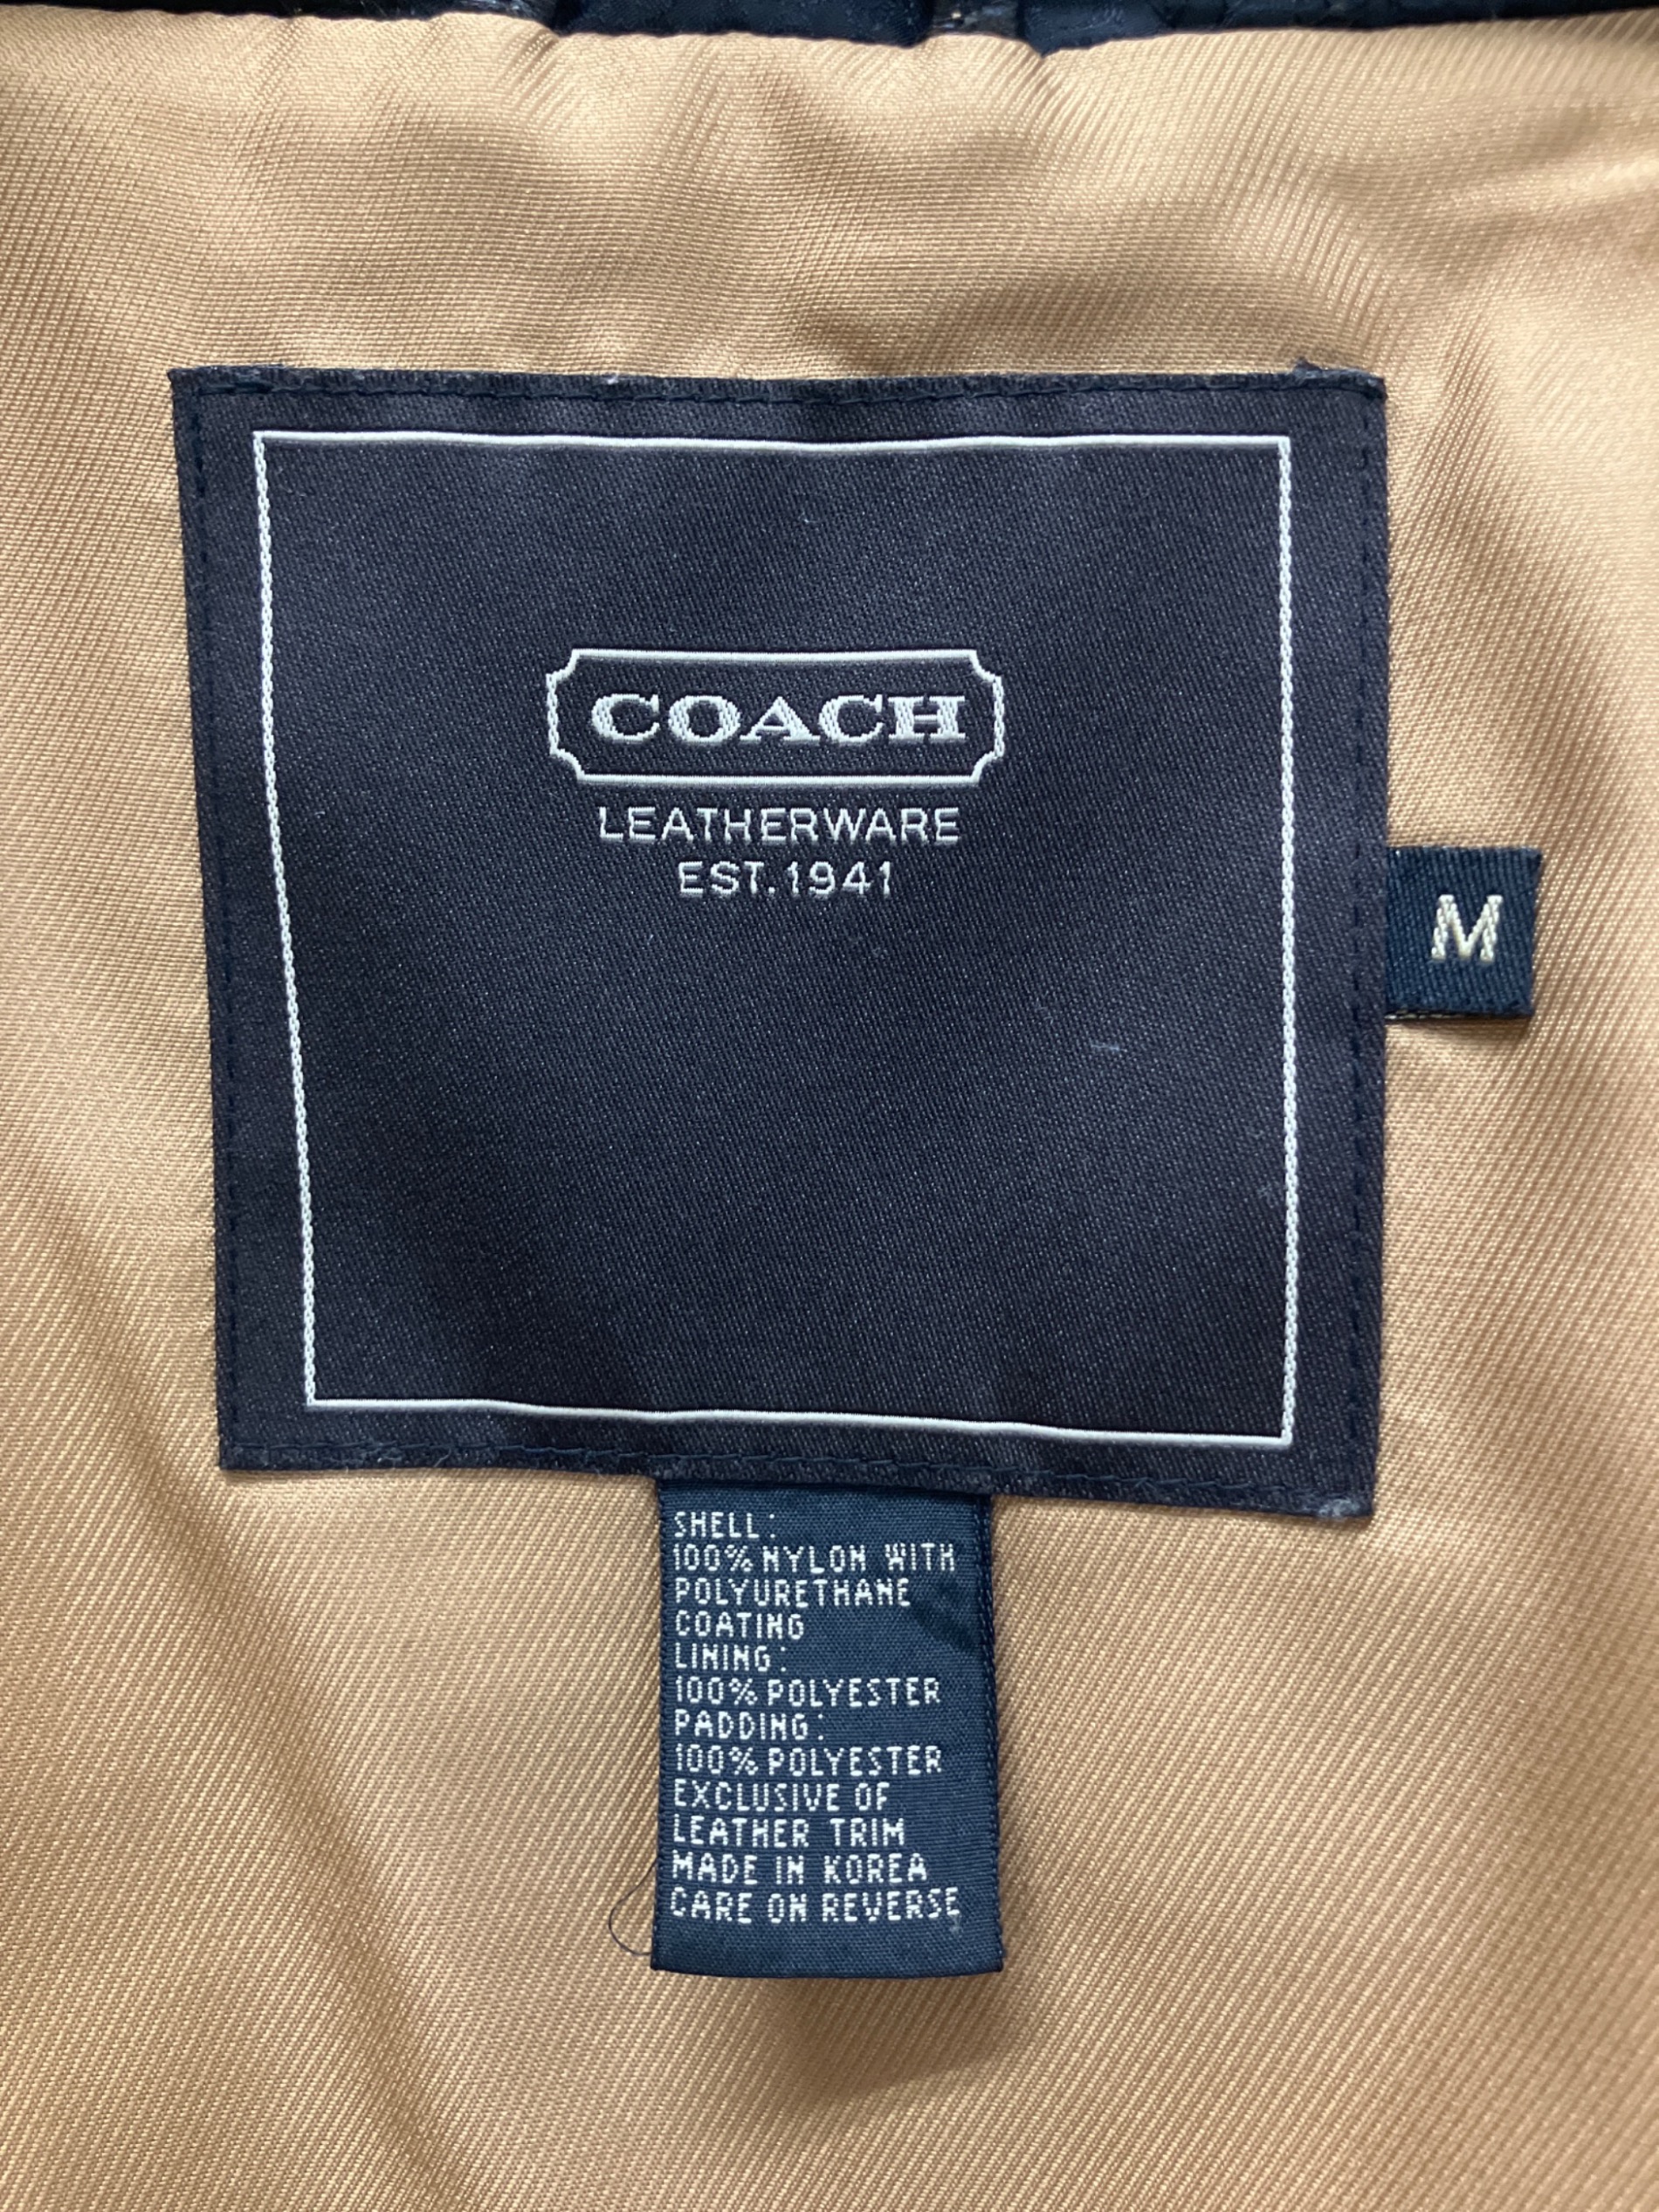 COACH
LEATHERWARE
EST.1941
M
SHELL:
100% NYLON WITH
POLYURETHANE
COATING
LINING:
100% POLYESTER
PADDING:
100% POLYESTER
EXCLUSIVE OF
LEATHER TRIM
MADE IN KOREA
CARE ON REVERSE